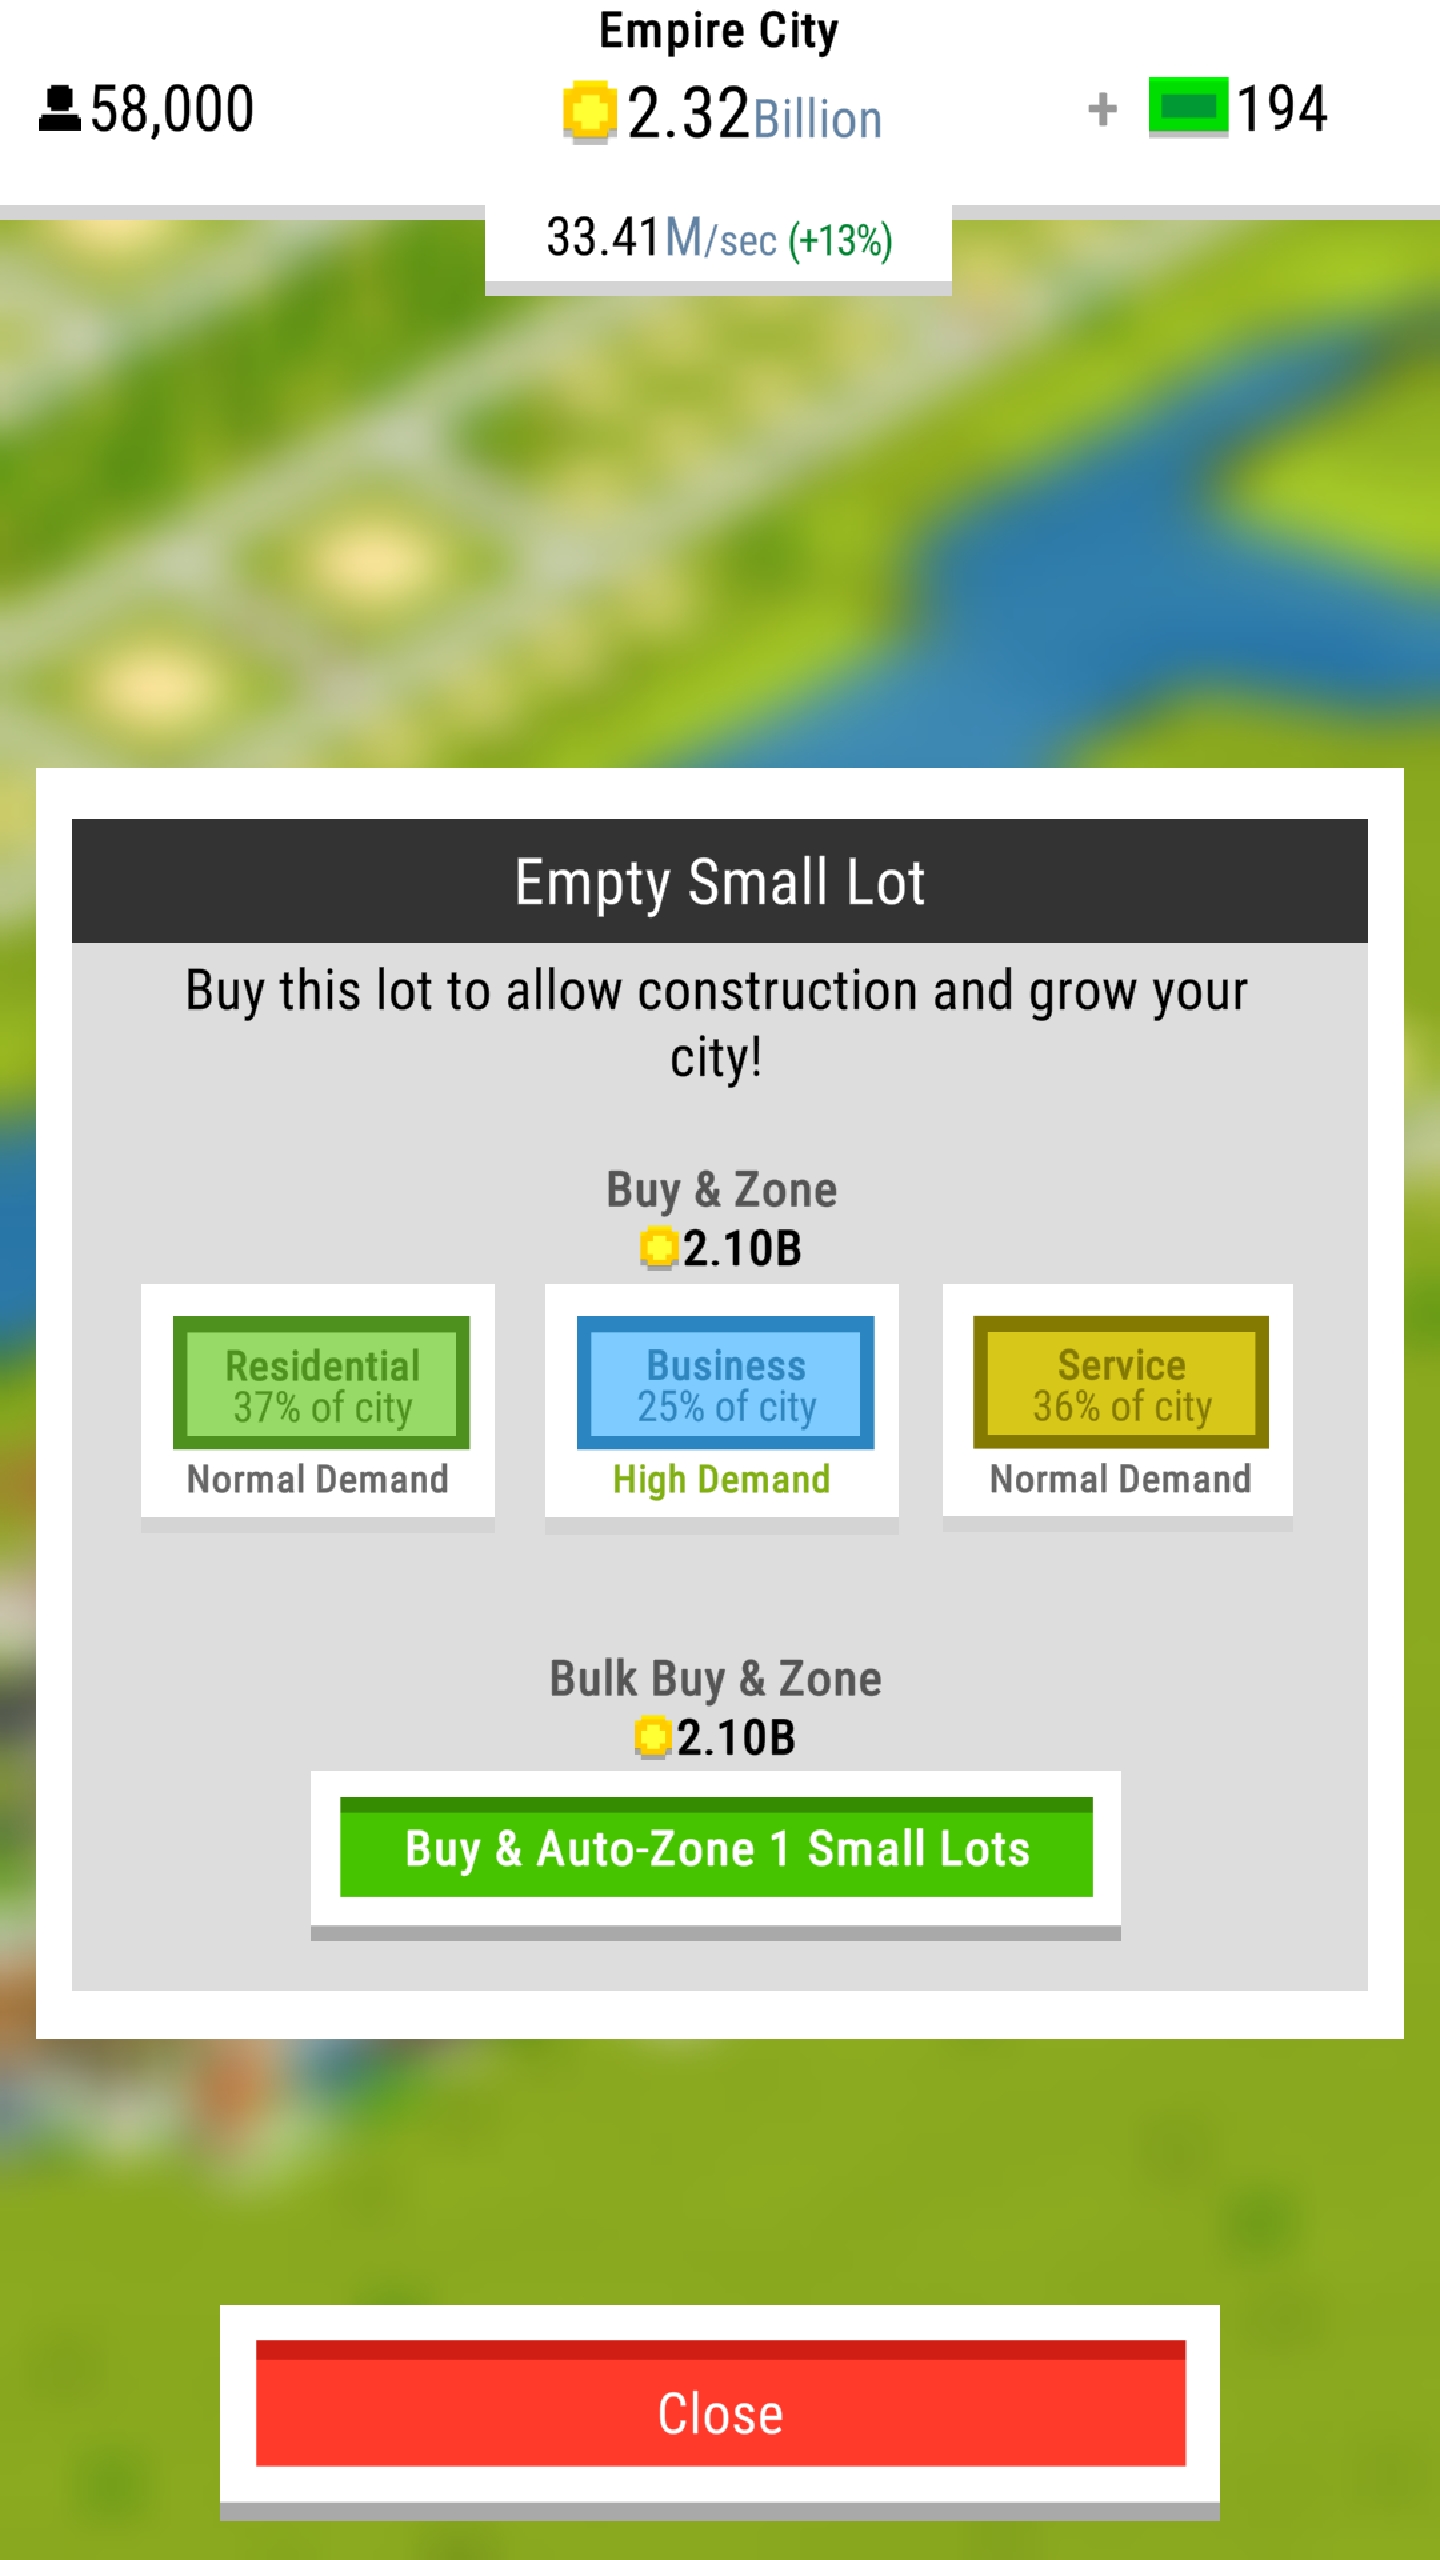 Empire City
58,000
2.32Billion
+ 194
33.41M/sec (+13%)
Empty Small Lot
Buy this lot to allow construction and grow your
city!
Buy & Zone
2.10B
Residential
37% of city
Normal Demand
Business
25% of city
High Demand
Service
36% of city
Normal Demand
Bulk Buy & Zone
2.10B
Buy & Auto-Zone 1 Small Lots
Close